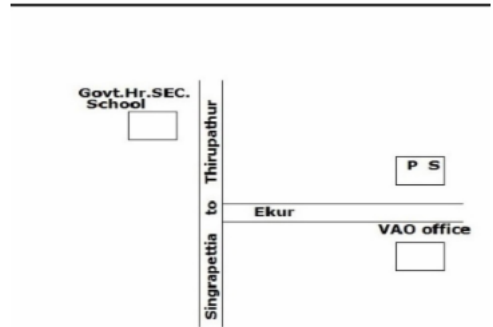 Govt.Hr.SEC.
School
Singrapettia to Thirupathur
P S
Ekur
VAO office